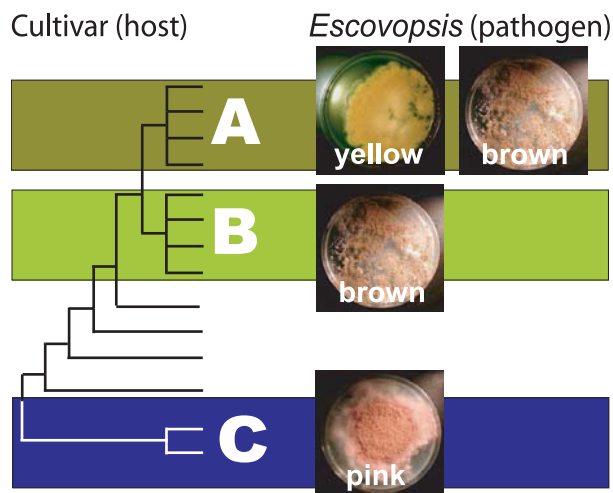 Cultivar (host) Escovopsis (pathogen)
A
yellow brown
B
brown
C
pink